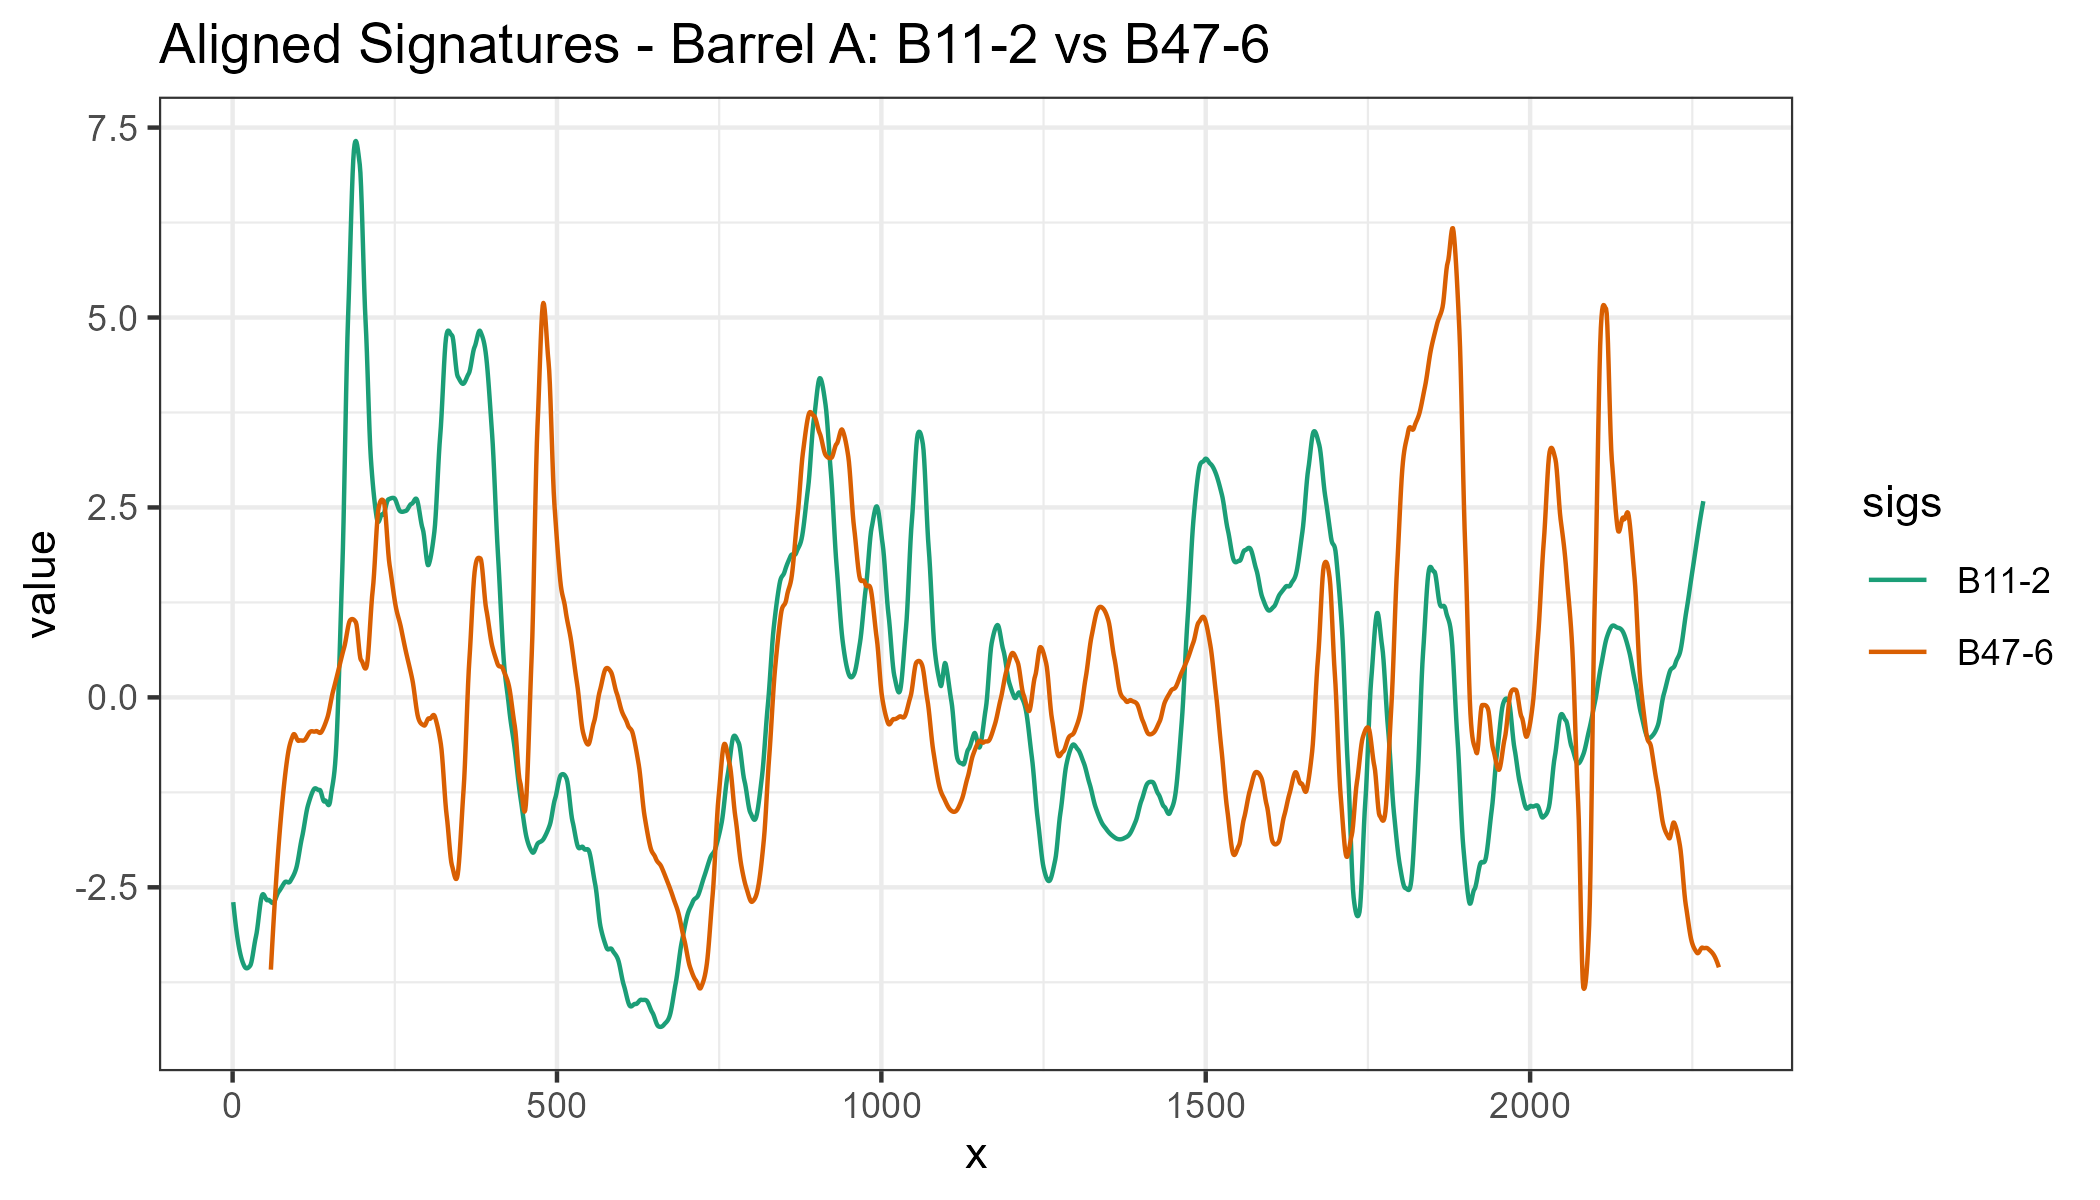 Aligned Signatures - Barrel A: B11-2 vs B47-6
7.5
5.0
2.5
0.0
-2.5
value
0 500 1000 1500 2000
x
sigs
B11-2
B47-6